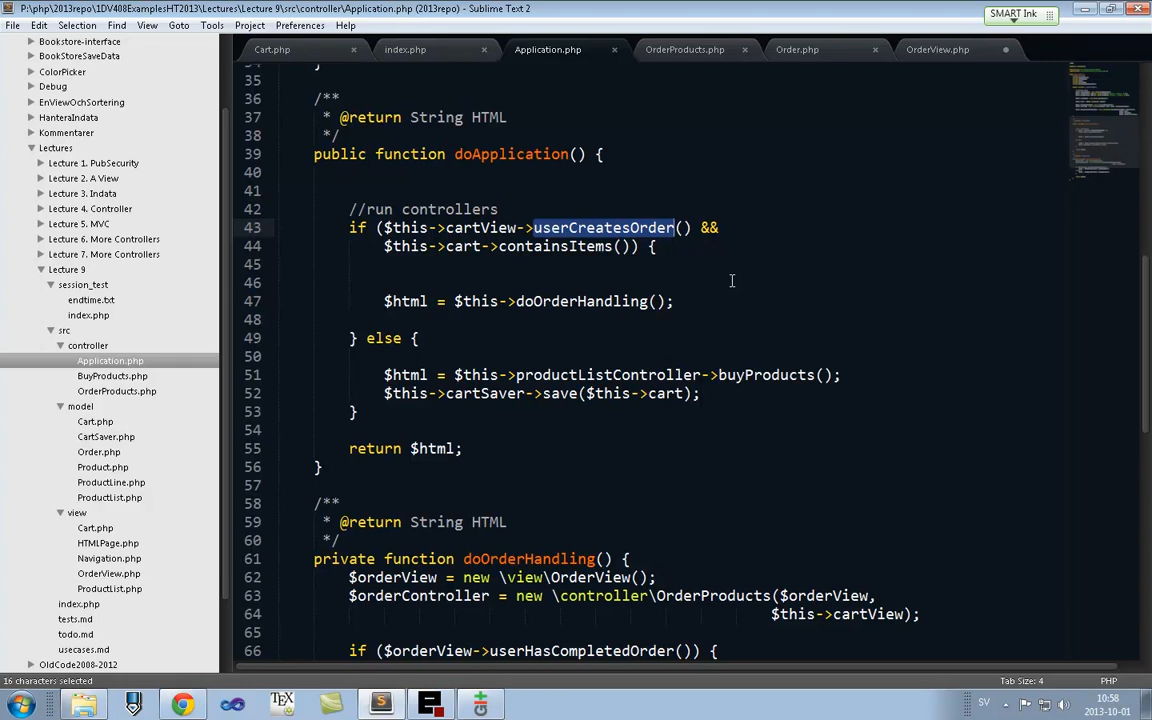 P:\php\2013repo\1DV408ExamplesHT2013\Lectures\Lecture 9\src\controller\Application.php (2013repo) - Sublime Text 2
SMART Ink
File Edit Find View Goto Tools Project Preferences Help
Bookstore-interface
BookStoreSaveData
ColorPicker
Debug
EnViewOchSortering
HanteraIndata
Kommentarer
Lectures
Lecture 1. PubSecurity
Lecture 2. A View
Lecture 3. Indata
Lecture 4. Controller
Lecture 5. MVC
Lecture 6. More Controllers
Lecture 7. More Controllers
Lecture 9
session_test
endtime.txt
index.php
src
controller
Application.php
BuyProducts.php
OrderProducts.php
model
Cart.php
CartSaver.php
Order.php
Product.php
ProductLine.php
ProductList.php
view
Cart.php
HTMLPage.php
Navigation.php
OrderView.php
ProductList.php
index.php
tests.md
todo.md
usecases.md
OldCode2008-2012
Cart.php index.php Application.php OrderProducts.php Order.php OrderView.php
34 }
35
36 /**
37 * @return String HTML
38 */
39 public function doApplication() {
40
41
42 //run controllers
43 if ($this->cartView->userCreatesOrder() &&
44 $this->cart->containsItems()) {
45
46
47 $html = $this->doOrderHandling();
48
49 } else {
50
51 $html = $this->productListController->buyProducts();
52 $this->cartSaver->save($this->cart);
53 }
54
55 return $html;
56 }
57
58 /**
59 * @return String HTML
60 */
61 private function doOrderHandling() {
62 $orderView = new \view\OrderView();
63 $orderController = new \controller\OrderProducts($orderView,
64 $this->cartView);
65
66 if ($orderView->userHasCompletedOrder()) {
16 characters selected
Tab Size: 4 PHP
TEX
SV
10:58
2013-10-01